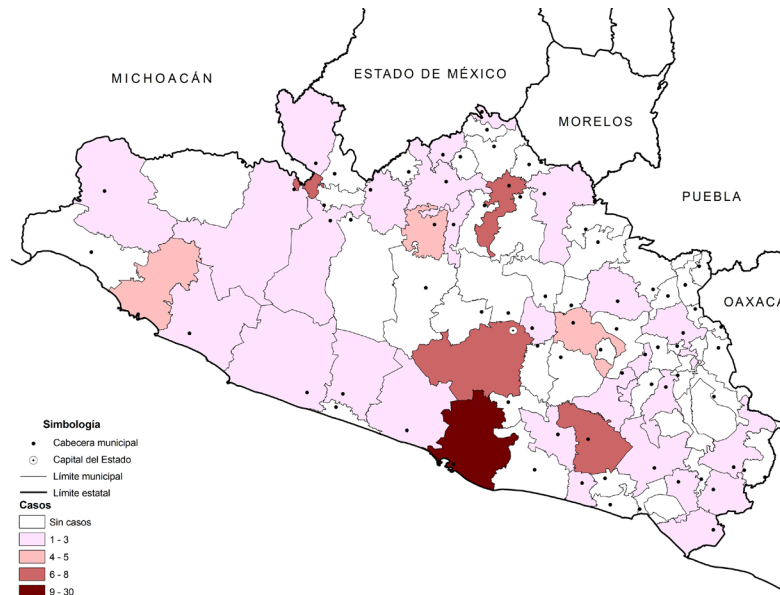 MICHOACÁN
ESTADO DE MÉXICO
MORELOS
PUEBLA
OAXACA
Simbología
Cabecera municipal
Capital del Estado
Límite municipal
Límite estatal
Casos
Sin casos
1 - 3
4 - 5
6 - 8
9 - 30